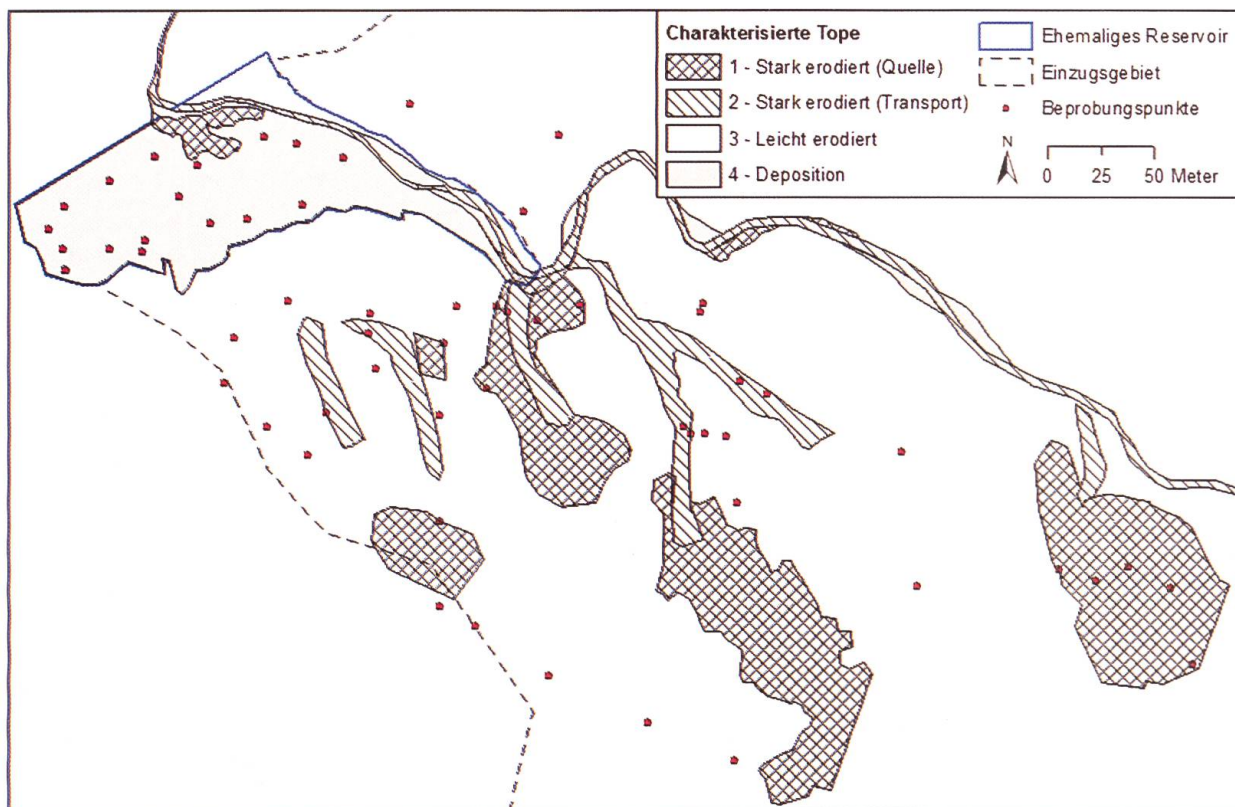 Charakterisierte Tope
1 - Stark erodiert (Quelle)
2 - Stark erodiert (Transport)
3 - Leicht erodiert
4 - Deposition
Ehemaliges Reservoir
Einzugsgebiet
Beprobungspunkte
N
0 25 50 Meter